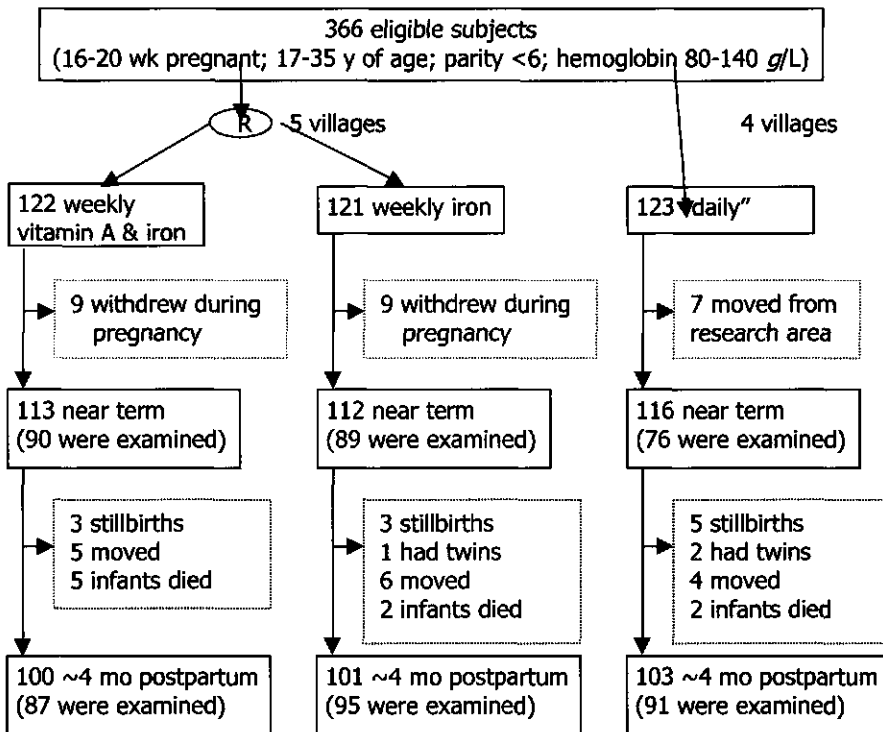 366 eligible subjects
(16-20 wk pregnant; 17-35 y of age; parity <6; hemoglobin 80-140 g/L)
R
5 villages
4 villages
122 weekly
vitamin A & iron
121 weekly iron
123 "daily"
9 withdrew during
pregnancy
9 withdrew during
pregnancy
7 moved from
research area
113 near term
(90 were examined)
112 near term
(89 were examined)
116 near term
(76 were examined)
3 stillbirths
5 moved
5 infants died
3 stillbirths
1 had twins
6 moved
2 infants died
5 stillbirths
2 had twins
4 moved
2 infants died
100 ~4 mo postpartum
(87 were examined)
101 ~4 mo postpartum
(95 were examined)
103 ~4 mo postpartum
(91 were examined)